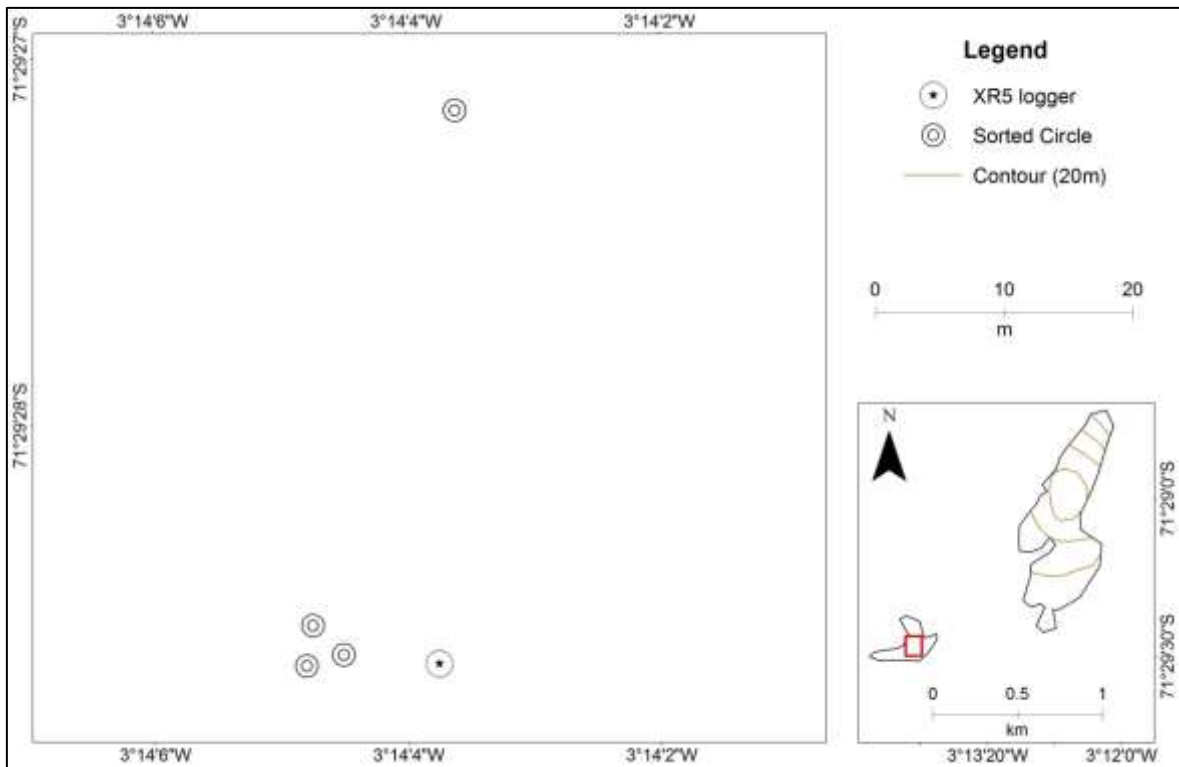 3°14'6"W 3°14'4"W 3°14'2"W
71°29'27"S
71°29'28"S
3°14'6"W 3°14'4"W 3°14'2"W
Legend
XR5 logger
Sorted Circle
Contour (20m)
0 10 20
m
N
71°29'0"S
71°29'30"S
0 0.5 1
km
3°13'20"W 3°12'0"W